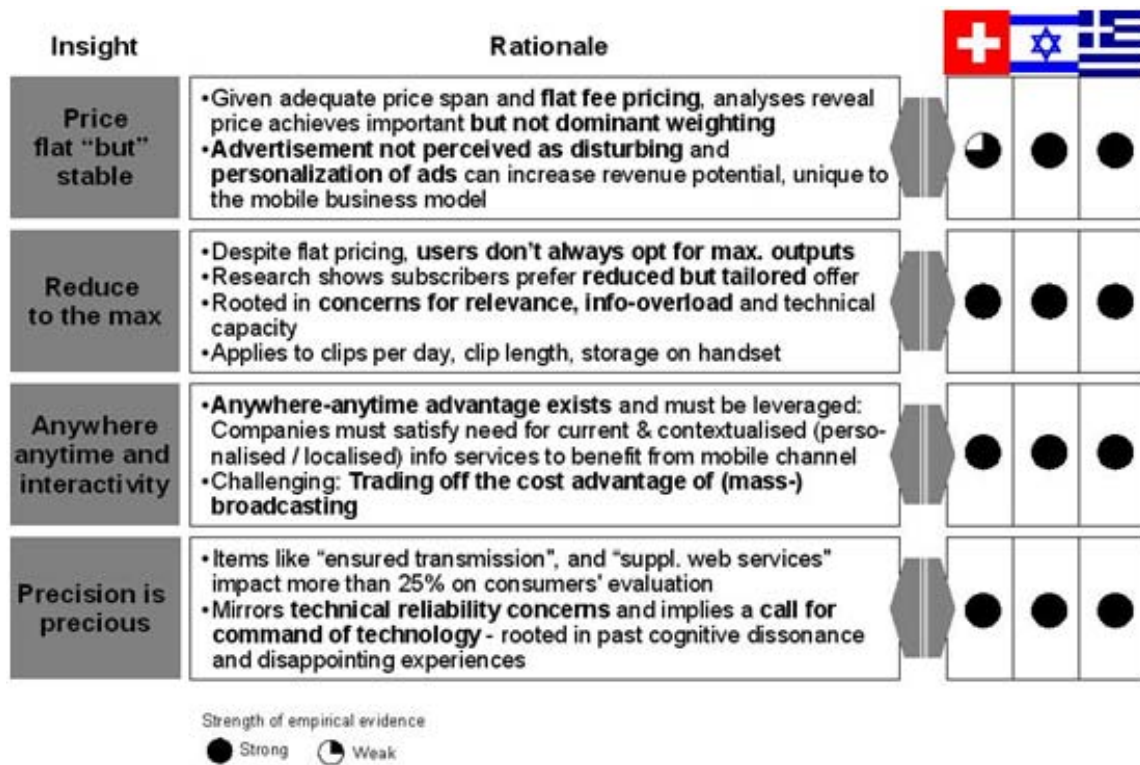 Insight
Rationale
Price
flat “but”
stable
•Given adequate price span and flat fee pricing, analyses reveal
price achieves important but not dominant weighting
•Advertisement not perceived as disturbing and
personalization of ads can increase revenue potential, unique to
the mobile business model
Reduce
to the max
•Despite flat pricing, users don’t always opt for max. outputs
•Research shows subscribers prefer reduced but tailored offer
•Rooted in concerns for relevance, info-overload and technical
capacity
•Applies to clips per day, clip length, storage on handset
Anywhere
anytime and
interactivity
•Anywhere-anytime advantage exists and must be leveraged:
Companies must satisfy need for current & contextualised (perso-
nalised / localised) info services to benefit from mobile channel
•Challenging: Trading off the cost advantage of (mass-)
broadcasting
Precision is
precious
•Items like “ensured transmission”, and “suppl. web services”
impact more than 25% on consumers’ evaluation
•Mirrors technical reliability concerns and implies a call for
command of technology - rooted in past cognitive dissonance
and disappointing experiences
Strength of empirical evidence
Strong
Weak